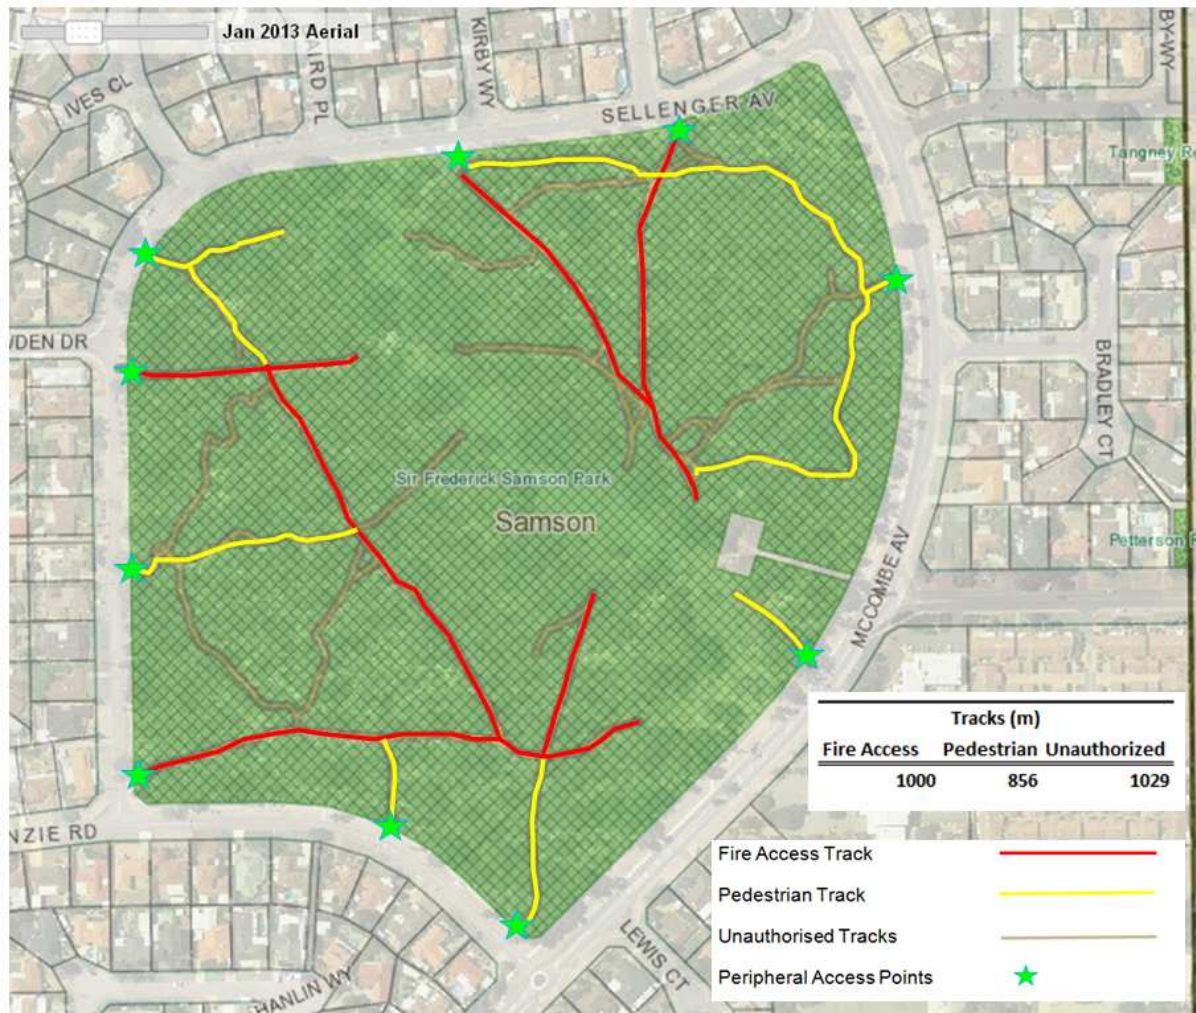 Jan 2013 Aerial
IVES CL
AIRD PL
KIRBY WY
BY WY
SELLENGER AV
Tangney Re
DEN DR
BRADLEY CT
Sir Frederick Samson Park
Samson
Petterson
MCCOMBE AV
Tracks (m)
Fire Access Pedestrian Unauthorized
1000 856 1029
NZIE RD
Fire Access Track
Pedestrian Track
Unauthorised Tracks
Peripheral Access Points
LEWIS CT
HANLIN WY